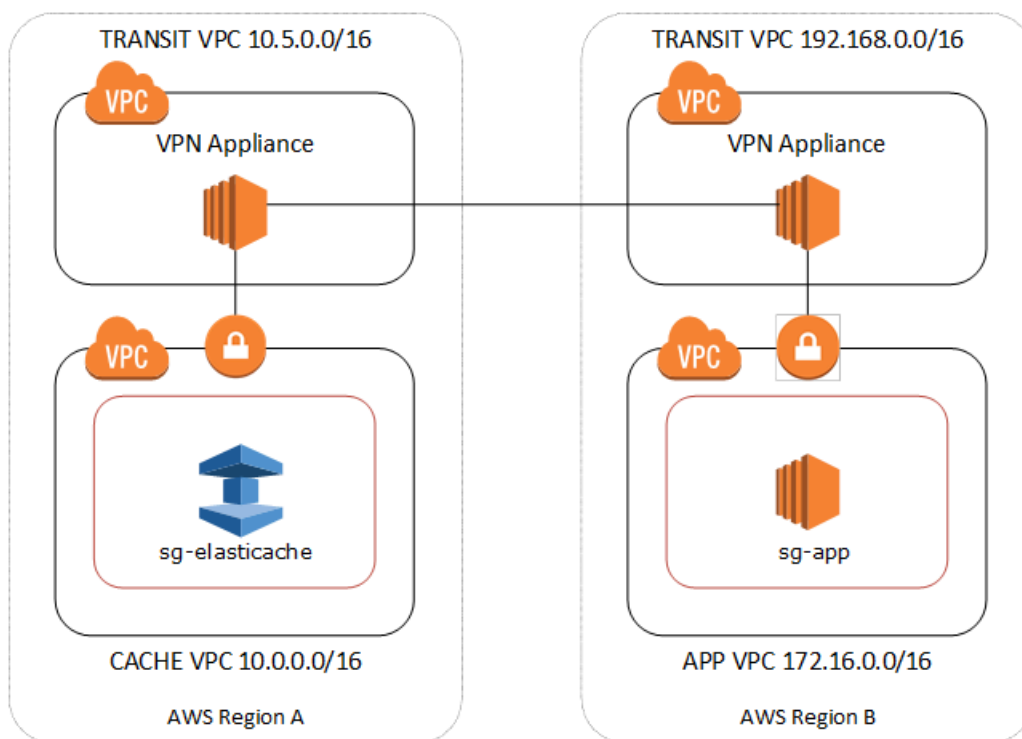 TRANSIT VPC 10.5.0.0/16
VPC
VPN Appliance
VPC
sg-elasticache
CACHE VPC 10.0.0.0/16
AWS Region A
TRANSIT VPC 192.168.0.0/16
VPC
VPN Appliance
VPC
sg-app
APP VPC 172.16.0.0/16
AWS Region B